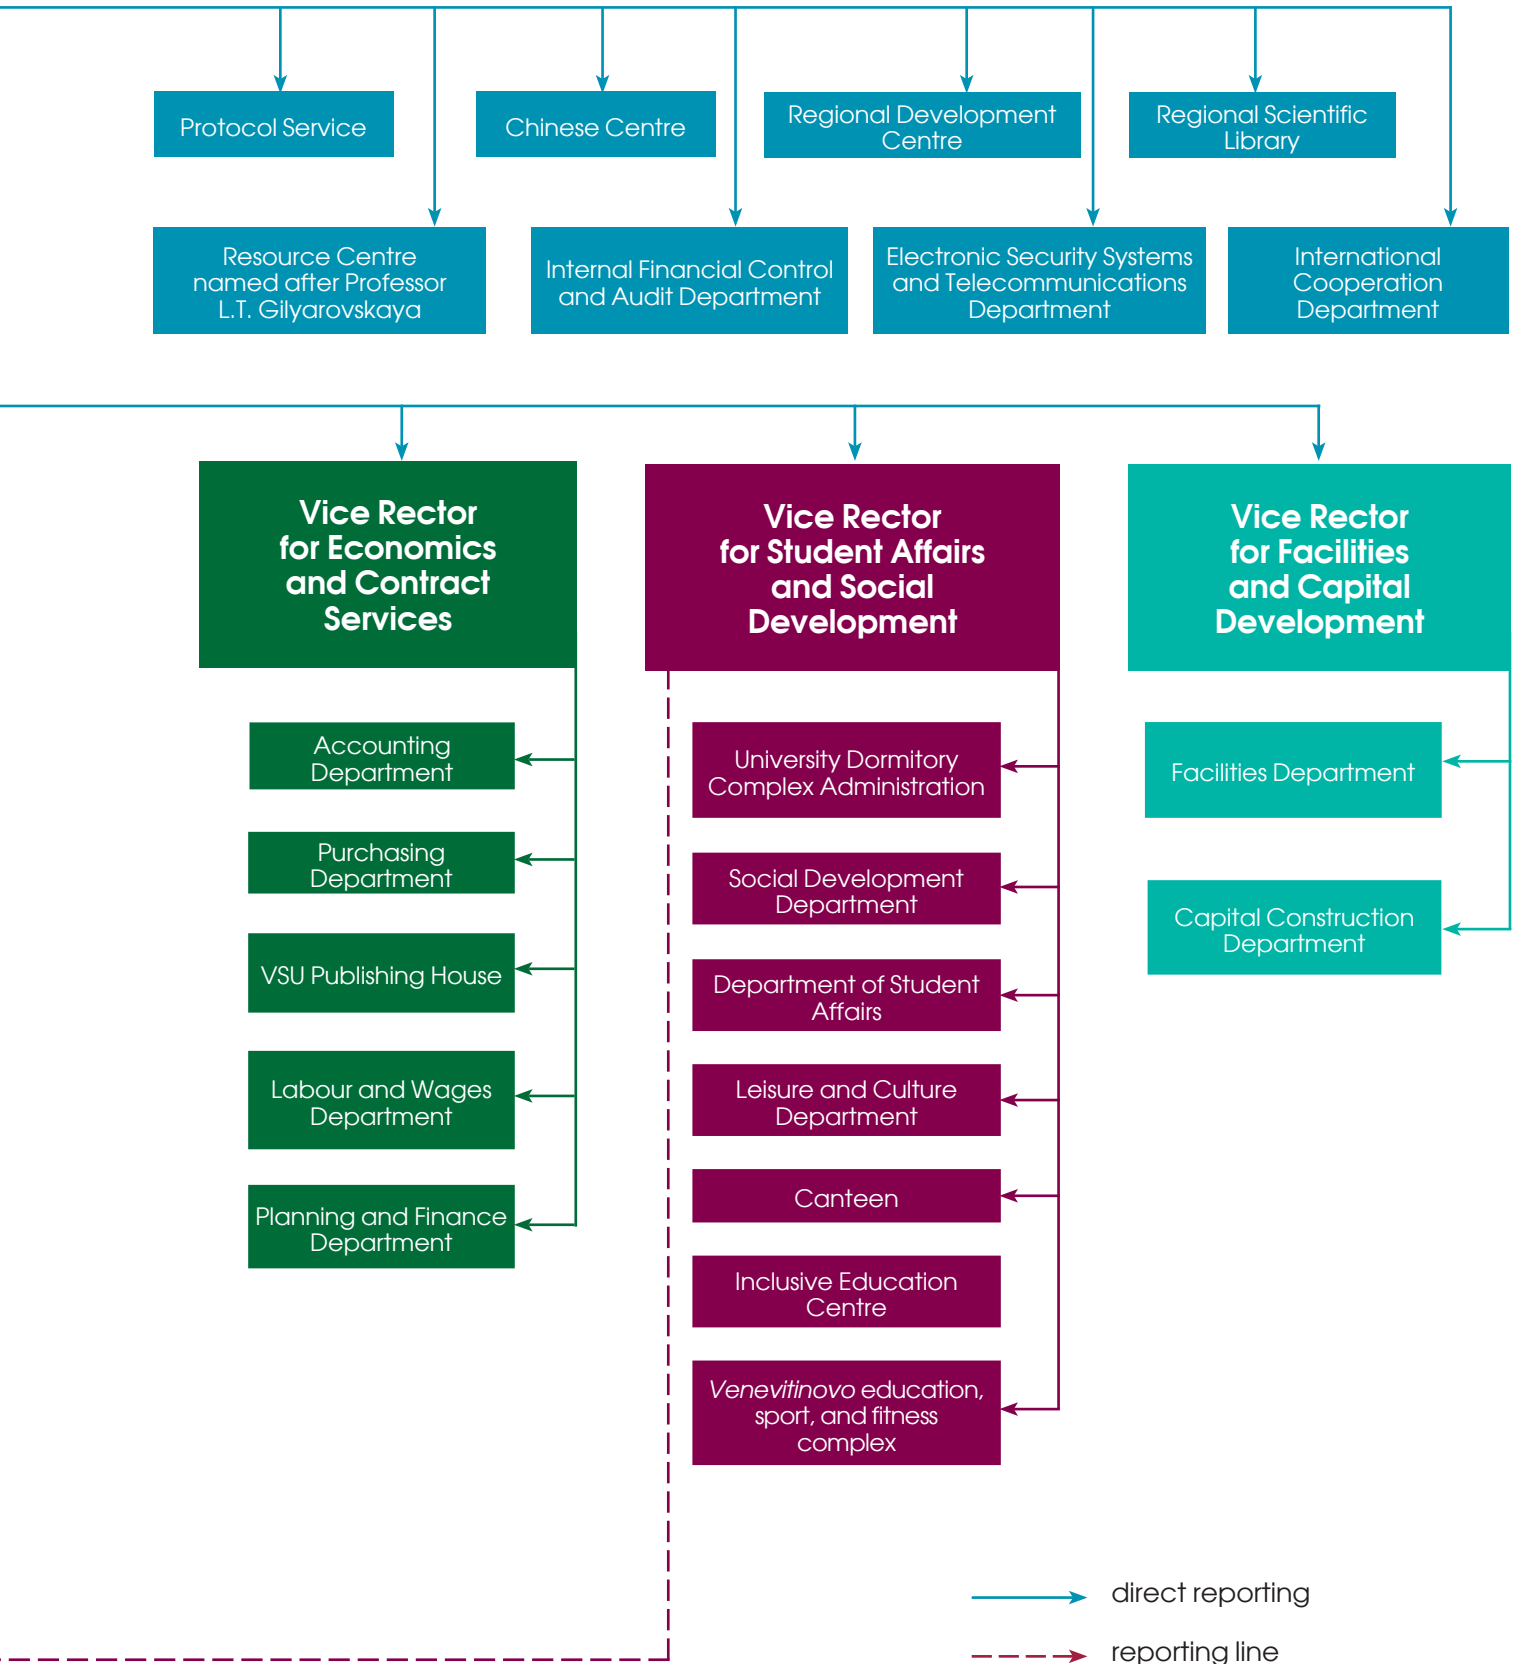 Protocol Service
Chinese Centre
Regional Development
Centre
Regional Scientific
Library
Resource Centre
named after Professor
L.T. Gilyarovskaya
Internal Financial Control
and Audit Department
Electronic Security Systems
and Telecommunications
Department
International
Cooperation
Department
Vice Rector
for Economics
and Contract
Services
Accounting
Department
Purchasing
Department
VSU Publishing House
Labour and Wages
Department
Planning and Finance
Department
Vice Rector
for Student Affairs
and Social
Development
University Dormitory
Complex Administration
Social Development
Department
Department of Student
Affairs
Leisure and Culture
Department
Canteen
Inclusive Education
Centre
Venevitinovo education,
sport, and fitness
complex
Vice Rector
for Facilities
and Capital
Development
Facilities Department
Capital Construction
Department
direct reporting
reporting line